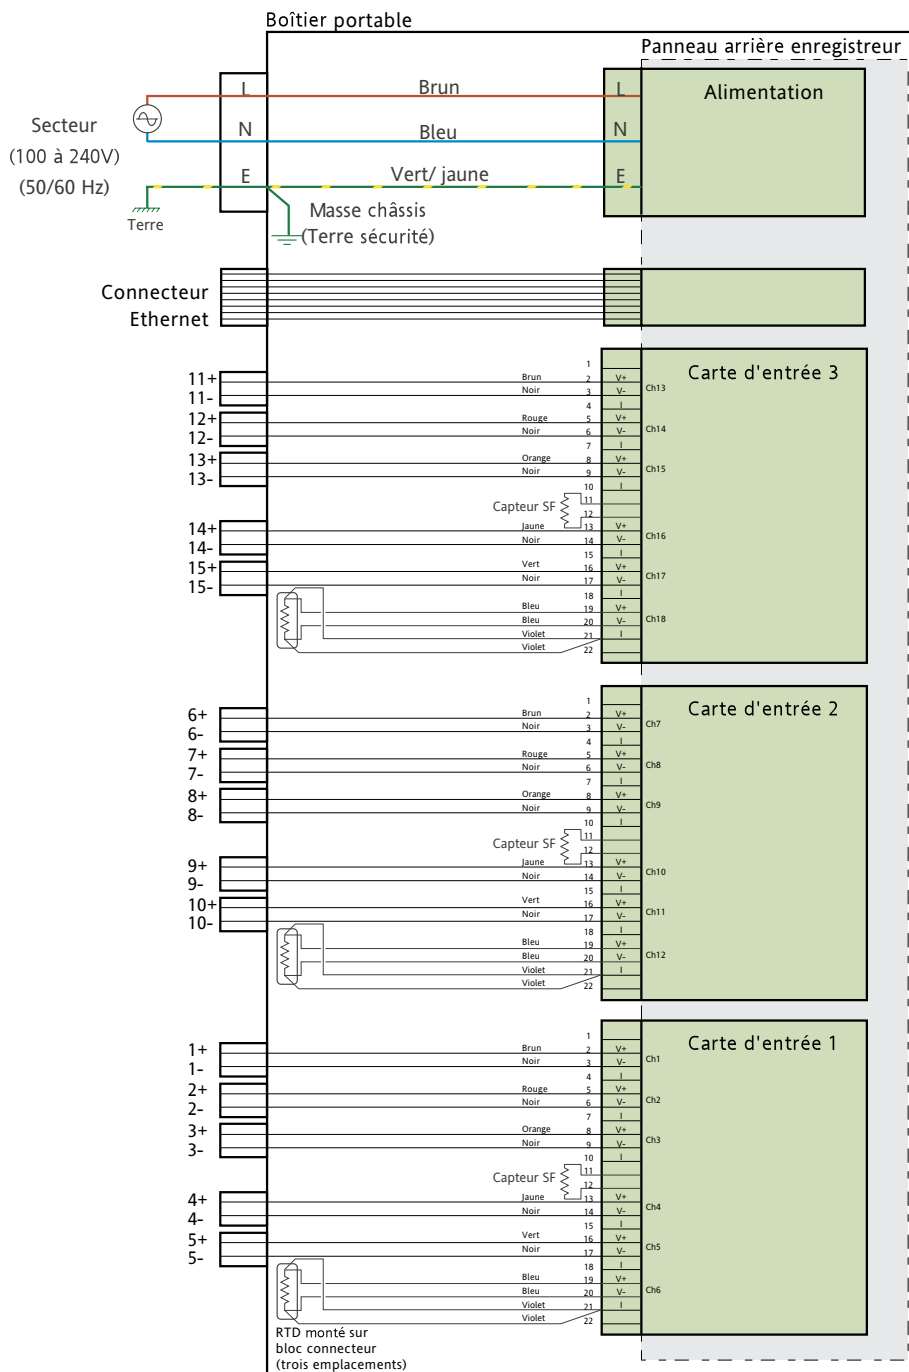 Boîtier portable
Panneau arrière enregistreur
L Brun L Alimentation
Secteur
(100 à 240V)
(50/60 Hz)
N Bleu N
E Vert/ jaune E
Terre
Masse châssis
(Terre sécurité)
Connecteur
Ethernet
Carte d'entrée 3
1
11+ Brun 2 V+
11- Noir 3 V- Ch13
4 I
12+ Rouge 5 V+
12- Noir 6 V- Ch14
7 I
13+ Orange 8 V+
13- Noir 9 V- Ch15
10 I
Capteur SF 11
12
14+ Jaune 13 V+
14- Noir 14 V- Ch16
15 I
15+ Vert 16 V+
15- Noir 17 V- Ch17
18 I
Bleu 19 V+
Bleu 20 V- Ch18
Violet 21 I
Violet 22
Carte d'entrée 2
1
6+ Brun 2 V+
6- Noir 3 V- Ch7
4 I
7+ Rouge 5 V+
7- Noir 6 V- Ch8
7 I
8+ Orange 8 V+
8- Noir 9 V- Ch9
10 I
Capteur SF 11
12
9+ Jaune 13 V+
9- Noir 14 V- Ch10
15 I
10+ Vert 16 V+
10- Noir 17 V- Ch11
18 I
Bleu 19 V+
Bleu 20 V- Ch12
Violet 21 I
Violet 22
Carte d'entrée 1
1
1+ Brun 2 V+
1- Noir 3 V- Ch1
4 I
2+ Rouge 5 V+
2- Noir 6 V- Ch2
7 I
3+ Orange 8 V+
3- Noir 9 V- Ch3
10 I
Capteur SF 11
12
4+ Jaune 13 V+
4- Noir 14 V- Ch4
15 I
5+ Vert 16 V+
5- Noir 17 V- Ch5
18 I
Bleu 19 V+
Bleu 20 V- Ch6
Violet 21 I
Violet 22
RTD monté sur
bloc connecteur
(trois emplacements)